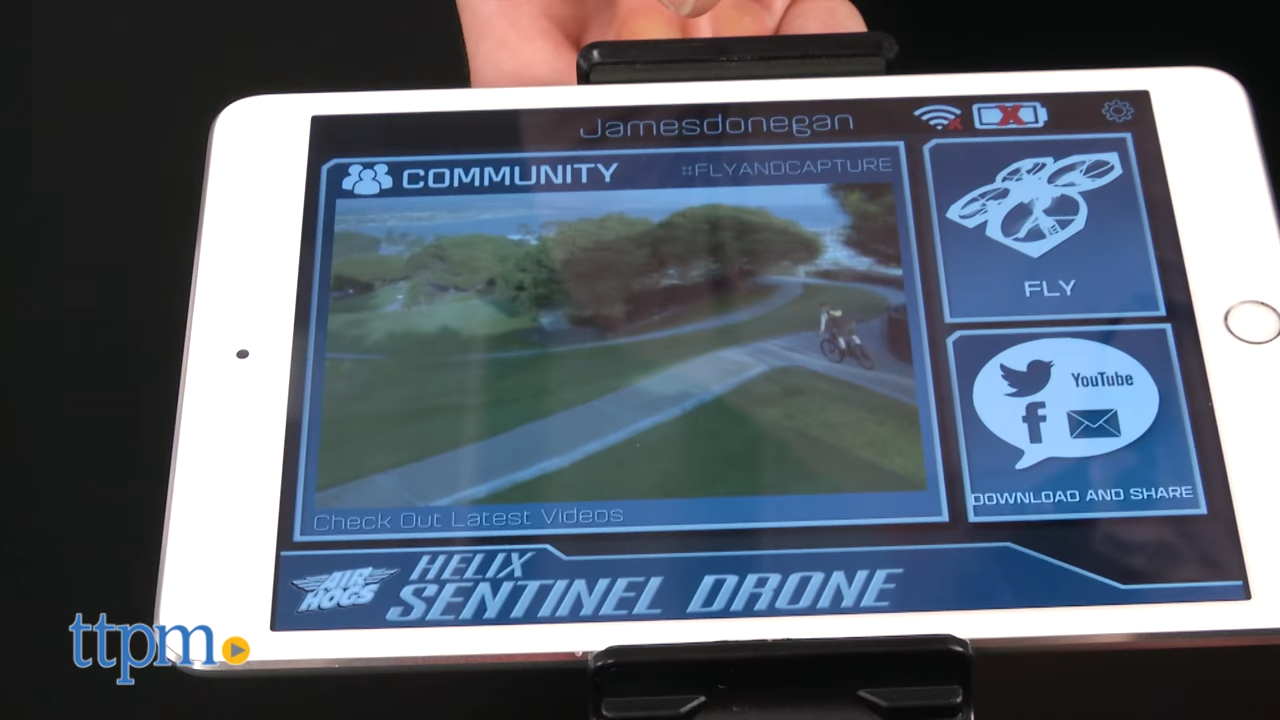 Jamesdonegan
COMMUNITY
#FLYANDCAPTURE
FLY
YouTube
DOWNLOAD AND SHARE
Check Out Latest Videos
AIR
HOGS
HELIX
SENTINEL DRONE
ttpm